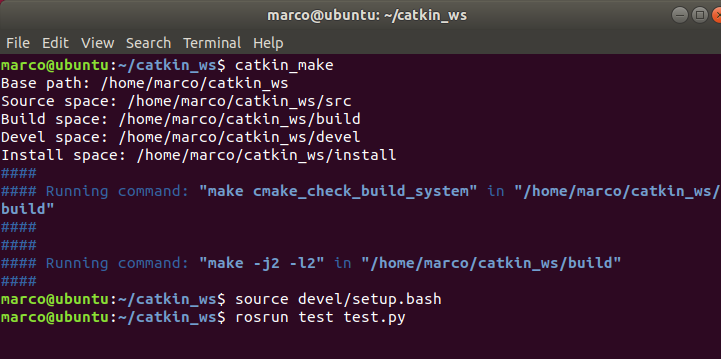 marco@ubuntu: ~/catkin_ws
File Edit View Search Terminal Help
marco@ubuntu:~/catkin_ws$ catkin_make
Base path: /home/marco/catkin_ws
Source space: /home/marco/catkin_ws/src
Build space: /home/marco/catkin_ws/build
Devel space: /home/marco/catkin_ws/devel
Install space: /home/marco/catkin_ws/install
####
#### Running command: "make cmake_check_build_system" in "/home/marco/catkin_ws/
build"
####
####
#### Running command: "make -j2 -l2" in "/home/marco/catkin_ws/build"
####
marco@ubuntu:~/catkin_ws$ source devel/setup.bash
marco@ubuntu:~/catkin_ws$ rosrun test test.py